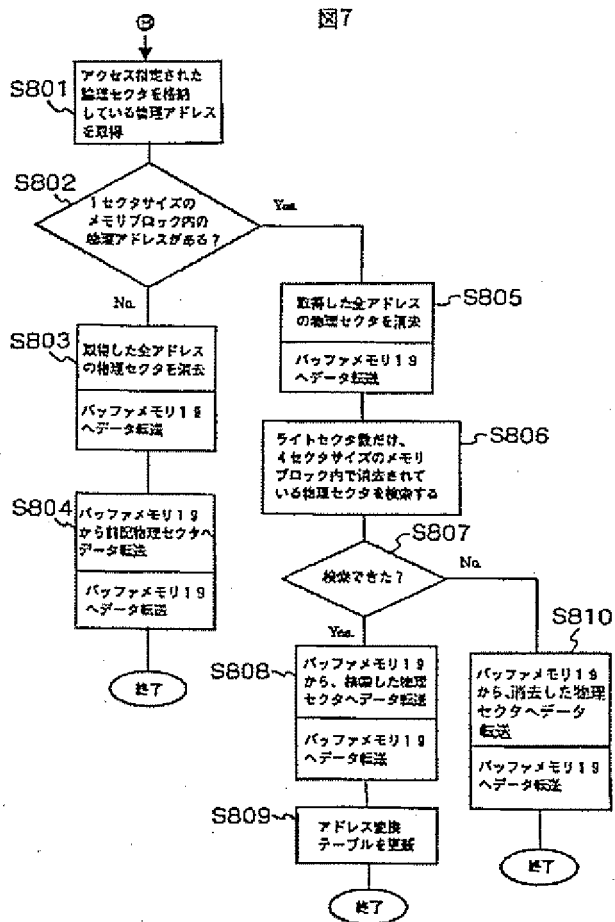 図7
B
S801
アクセス指定された
論理セクタを格納
している物理アドレス
を取得
S802
1セクタサイズの
メモリブロック内の
物理アドレスがある?
Yes.
No.
S803
取得した全アドレス
の物理セクタを消去
バッファメモリ19
へデータ転送
S804
バッファメモリ19
から前記物理セクタへ
データ転送
バッファメモリ19
へデータ転送
終了
S805
取得した全アドレス
の物理セクタを消去
バッファメモリ19
へデータ転送
S806
ライトセクタ数だけ、
4セクタサイズのメモリ
ブロック内で消去されて
いる物理セクタを検索する
S807
検索できた?
No.
Yes.
S808
バッファメモリ19
から、検索した物理
セクタへデータ転送
バッファメモリ19
へデータ転送
S809
アドレス変換
テーブルを更新
終了
S810
バッファメモリ19
から、消去した物理
セクタへデータ
転送
バッファメモリ19
へデータ転送
終了